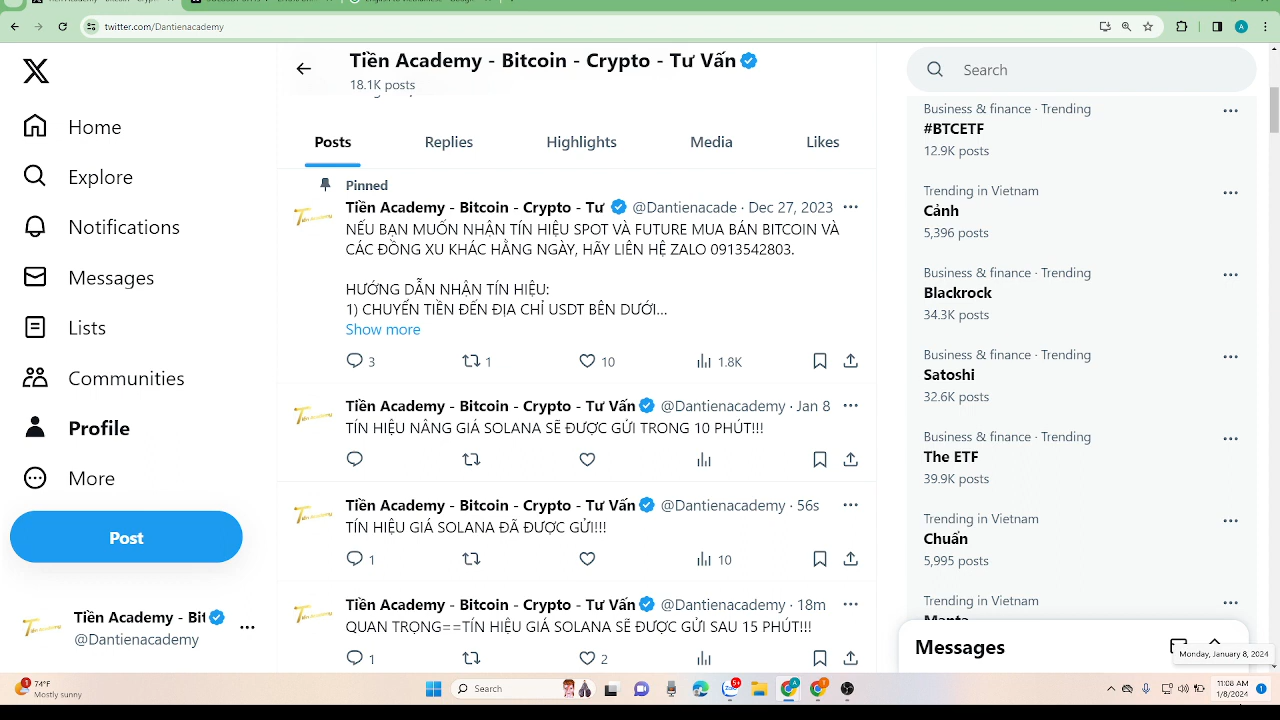 twitter.com/Dantienacademy
Tiền Academy - Bitcoin - Crypto - Tư Vấn
18.1K posts
Search
Home
Explore
Notifications
Messages
Lists
Communities
Profile
More
Post
Tiền Academy - Bit
@Dantienacademy
Posts
Replies
Highlights
Media
Likes
Pinned
Tiền Academy - Bitcoin - Crypto - Tư @Dantienacade · Dec 27, 2023
NẾU BẠN MUỐN NHẬN TÍN HIỆU SPOT VÀ FUTURE MUA BÁN BITCOIN VÀ
CÁC ĐỒNG XU KHÁC HẰNG NGÀY, HÃY LIÊN HỆ ZALO 0913542803.
HƯỚNG DẪN NHẬN TÍN HIỆU:
1) CHUYỂN TIỀN ĐẾN ĐỊA CHỈ USDT BÊN DƯỚI...
Show more
3 1 10 1.8K
Tiền Academy - Bitcoin - Crypto - Tư Vấn @Dantienacademy · Jan 8
TÍN HIỆU NÂNG GIÁ SOLANA SẼ ĐƯỢC GỬI TRONG 10 PHÚT!!!
Tiền Academy - Bitcoin - Crypto - Tư Vấn @Dantienacademy · 56s
TÍN HIỆU GIÁ SOLANA ĐÃ ĐƯỢC GỬI!!!
1 10
Tiền Academy - Bitcoin - Crypto - Tư Vấn @Dantienacademy · 18m
QUAN TRỌNG==TÍN HIỆU GIÁ SOLANA SẼ ĐƯỢC GỬI SAU 15 PHÚT!!!
1 2
Business & finance · Trending
#BTCETF
12.9K posts
Trending in Vietnam
Cảnh
5,396 posts
Business & finance · Trending
Blackrock
34.3K posts
Business & finance · Trending
Satoshi
32.6K posts
Business & finance · Trending
The ETF
39.9K posts
Trending in Vietnam
Chuẩn
5,995 posts
Trending in Vietnam
Messages
Monday, January 8, 2024
74°F
Mostly sunny
Search
11:08 AM
1/8/2024